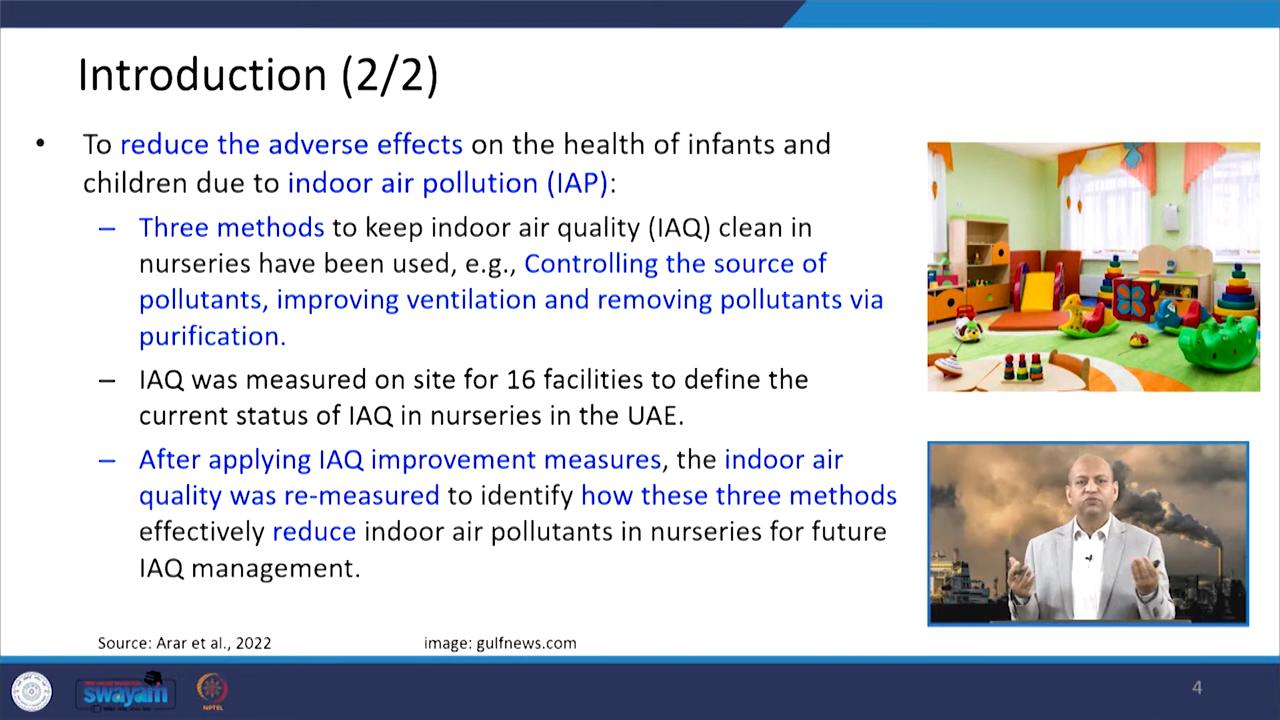 Introduction (2/2)
• To reduce the adverse effects on the health of infants and
children due to indoor air pollution (IAP):
– Three methods to keep indoor air quality (IAQ) clean in
nurseries have been used, e.g., Controlling the source of
pollutants, improving ventilation and removing pollutants via
purification.
– IAQ was measured on site for 16 facilities to define the
current status of IAQ in nurseries in the UAE.
– After applying IAQ improvement measures, the indoor air
quality was re-measured to identify how these three methods
effectively reduce indoor air pollutants in nurseries for future
IAQ management.
Source: Arar et al., 2022 image: gulfnews.com
swayam
NPTEL
4